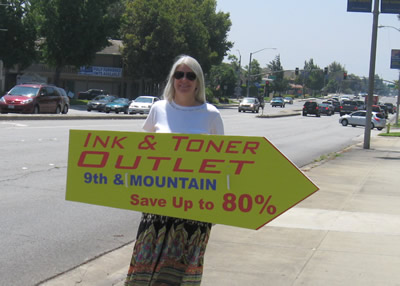 INK & TONER
OUTLET
9th & MOUNTAIN
SAVE UP TO 80%